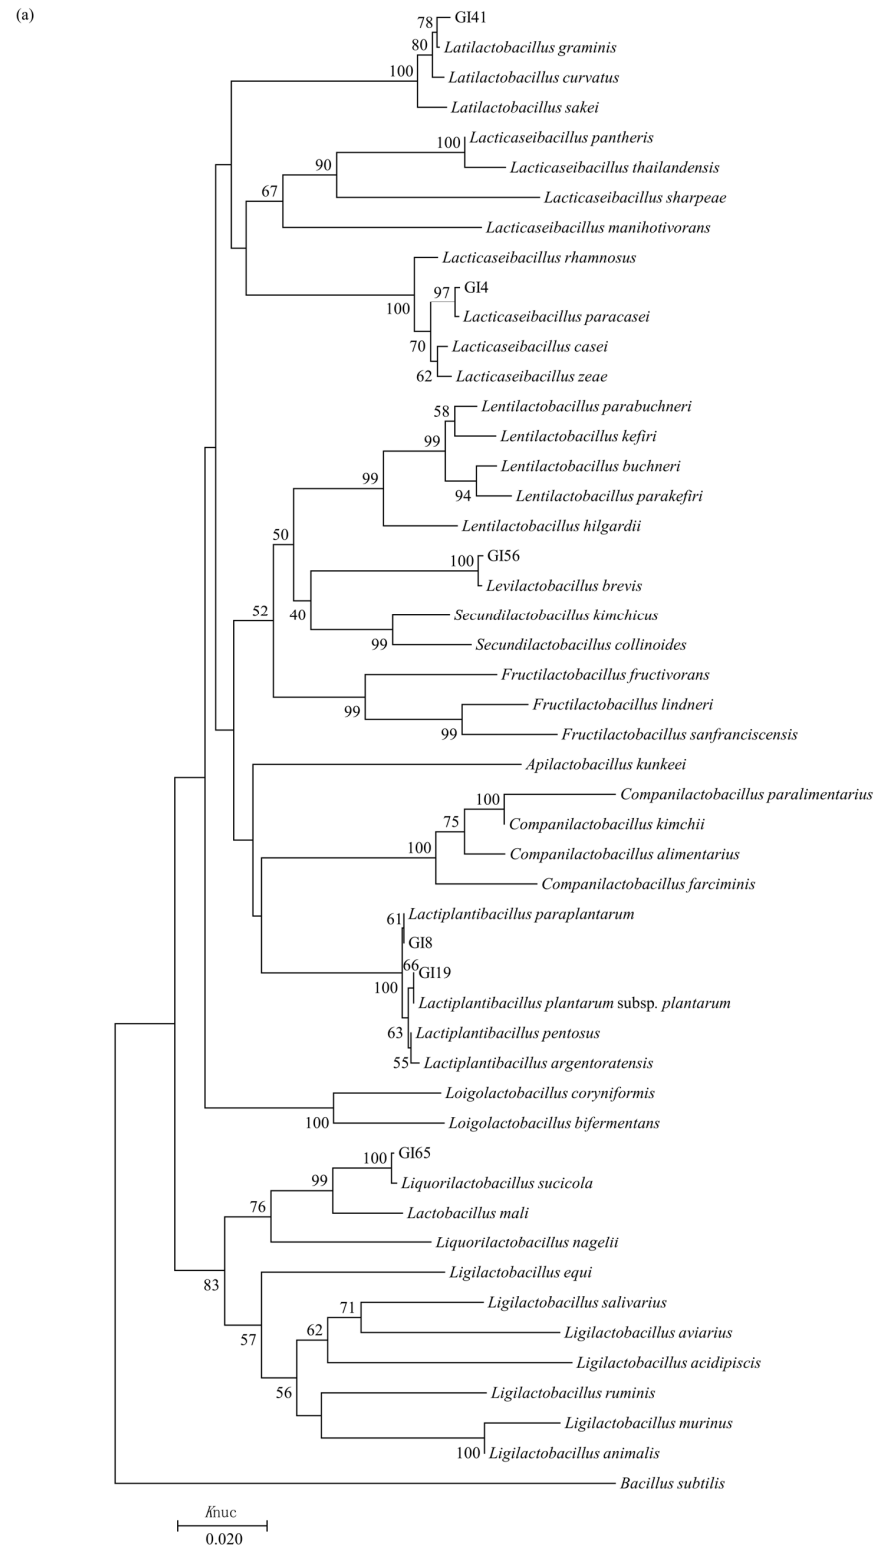 (a)
78 GI41
80 Latilactobacillus graminis
100 Latilactobacillus curvatus
Latilactobacillus sakei
100 Lacticaseibacillus pantheris
90 Lacticaseibacillus thailandensis
67 Lacticaseibacillus sharpeae
Lacticaseibacillus manihotivorans
Lacticaseibacillus rhamnosus
97 GI4
100 Lacticaseibacillus paracasei
70 Lacticaseibacillus casei
62 Lacticaseibacillus zeae
58 Lentilactobacillus parabuchneri
99 Lentilactobacillus kefiri
99 Lentilactobacillus buchneri
94 Lentilactobacillus parakefiri
Lentilactobacillus hilgardii
50 100 GI56
Levilactobacillus brevis
52 40 Secundilactobacillus kimchicus
99 Secundilactobacillus collinoides
Fructilactobacillus fructivorans
99 Fructilactobacillus lindneri
99 Fructilactobacillus sanfranciscensis
Apilactobacillus kunkeei
100 Companilactobacillus paralimentarius
75 Companilactobacillus kimchii
100 Companilactobacillus alimentarius
Companilactobacillus farciminis
61 Lactiplantibacillus paraplantarum
GI8
66 GI19
100 Lactiplantibacillus plantarum subsp. plantarum
63 Lactiplantibacillus pentosus
55 Lactiplantibacillus argentoratensis
Loigolactobacillus coryniformis
100 Loigolactobacillus bifermentans
100 GI65
99 Liquorilactobacillus sucicola
76 Lactobacillus mali
Liquorilactobacillus nagelii
83 Ligilactobacillus equi
71 Ligilactobacillus salivarius
57 62 Ligilactobacillus aviarius
Ligilactobacillus acidipiscis
56 Ligilactobacillus ruminis
Ligilactobacillus murinus
100 Ligilactobacillus animalis
Bacillus subtilis
Knuc
0.020